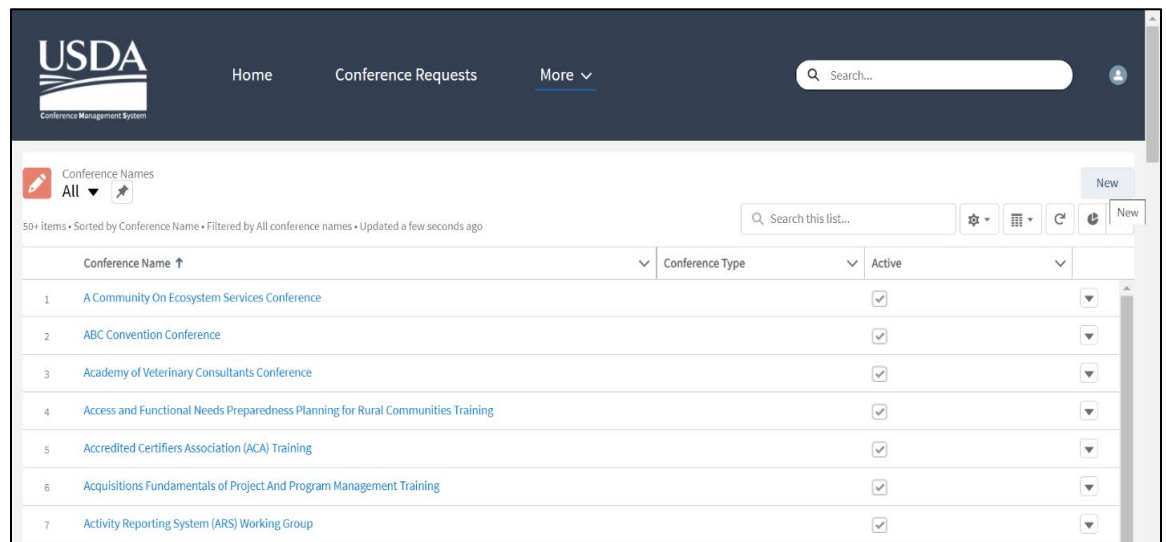 USDA
Conference Management System
Home Conference Requests More Search...
Conference Names
All
New
50+ items • Sorted by Conference Name • Filtered by All conference names • Updated a few seconds ago
Search this list...
New
Conference Name Conference Type Active
1 A Community On Ecosystem Services Conference
2 ABC Convention Conference
3 Academy of Veterinary Consultants Conference
4 Access and Functional Needs Preparedness Planning for Rural Communities Training
5 Accredited Certifiers Association (ACA) Training
6 Acquisitions Fundamentals of Project And Program Management Training
7 Activity Reporting System (ARS) Working Group